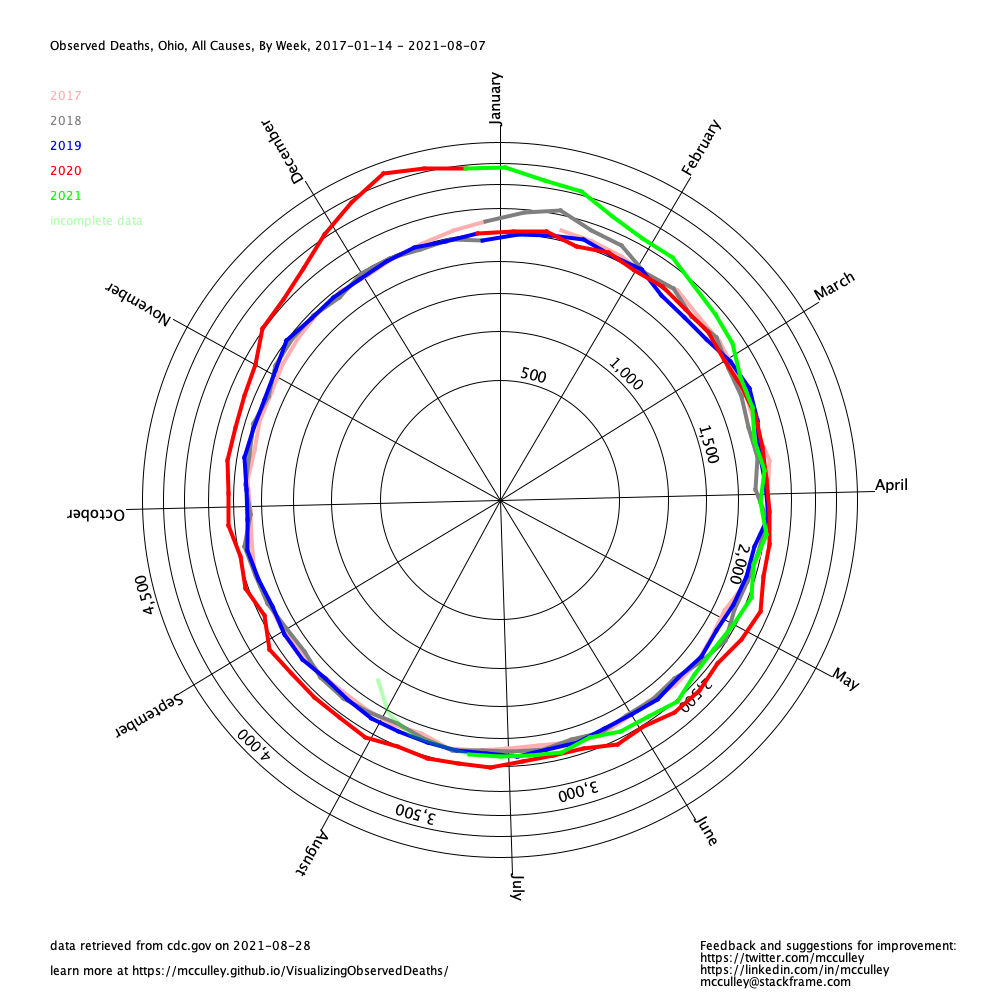 Observed Deaths, Ohio, All Causes, By Week, 2017-01-14 - 2021-08-07
2017
2018
2019
2020
2021
incomplete data
January
February
March
April
May
June
July
August
September
October
November
December
500
1,000
1,500
2,000
2,500
3,000
3,500
4,000
4,500
data retrieved from cdc.gov on 2021-08-28
learn more at https://mcculley.github.io/VisualizingObservedDeaths/
Feedback and suggestions for improvement:
https://twitter.com/mcculley
https://linkedin.com/in/mcculley
mcculley@stackframe.com